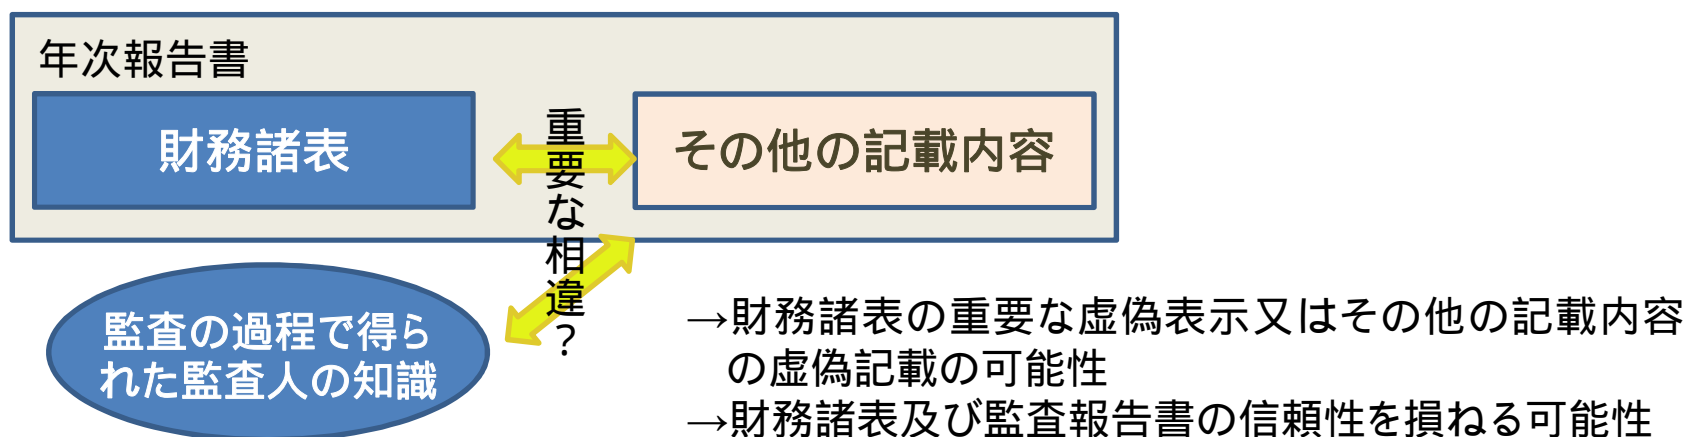 年次報告書
財務諸表
重要な相違？
その他の記載内容
監査の過程で得ら
れた監査人の知識
→財務諸表の重要な虚偽表示又はその他の記載内容
の虚偽記載の可能性
→財務諸表及び監査報告書の信頼性を損ねる可能性